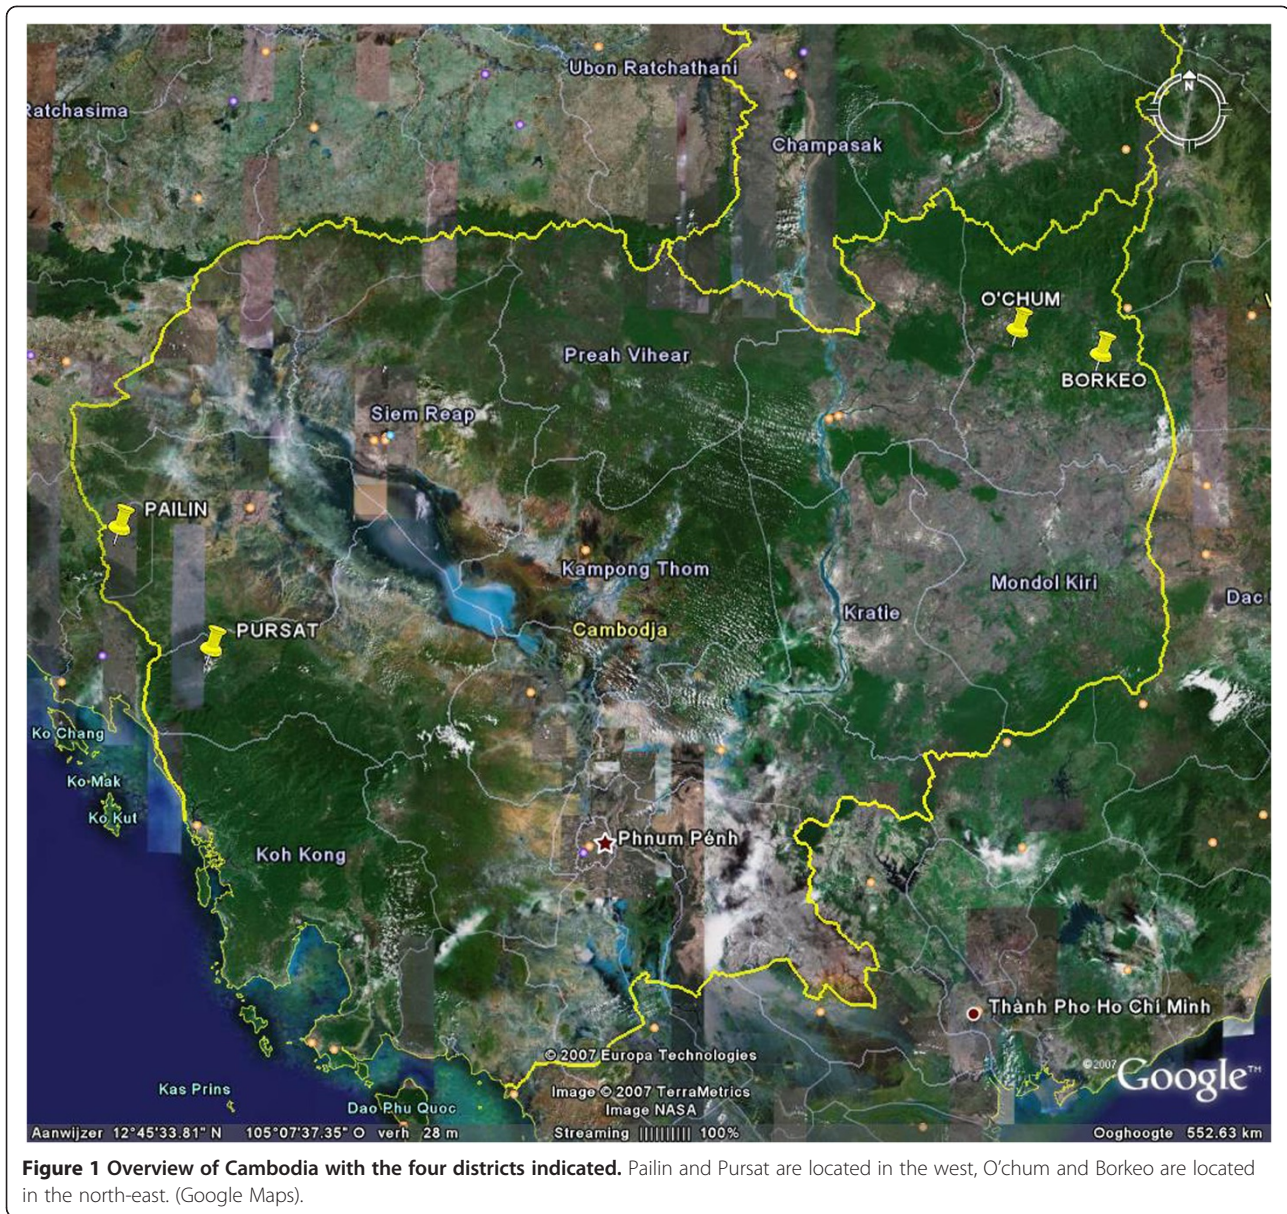 Ubon Ratchathani
Ratchasima
N
Champasak
O'CHUM
Preah Vihear
BORKEO
Siem Reap
PAILIN
Kampong Thom
Mondol Kiri
Dac
Kratie
PURSAT
Cambodja
Ko Chang
Ko Mak
Ko Kut
Phnum Pénh
Koh Kong
Thành Pho Ho Chi Minh
© 2007 Europa Technologies
©2007 Google™
Kas Prins
Image © 2007 TerraMetrics
Dao Phu Quoc
Image NASA
Aanwijzer 12°45'33.81" N 105°07'37.35" O verh 28 m Streaming |||||||||| 100% Ooghoogte 552.63 km
Figure 1 Overview of Cambodia with the four districts indicated. Pailin and Pursat are located in the west, O'chum and Borkeo are located
in the north-east. (Google Maps).